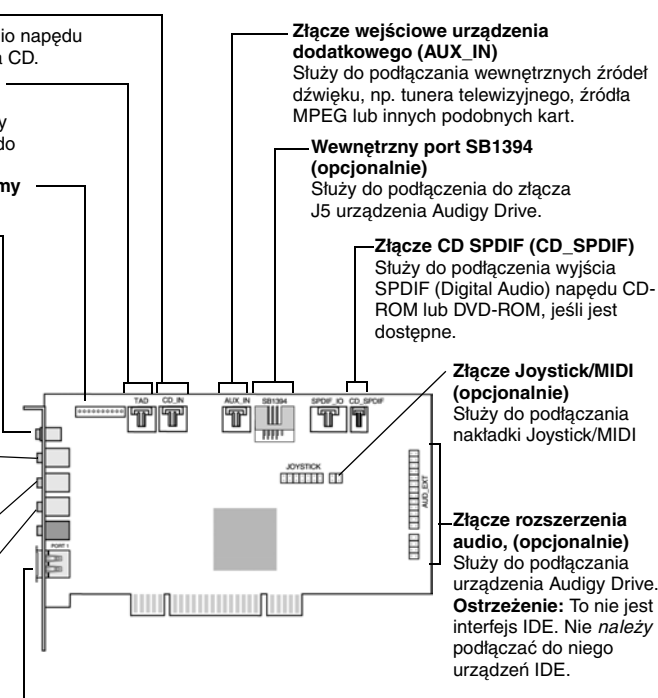 io napędu
a CD.
y
do
my
Złącze wejściowe urządzenia
dodatkowego (AUX_IN)
Służy do podłączania wewnętrznych źródeł
dźwięku, np. tunera telewizyjnego, źródła
MPEG lub innych podobnych kart.
Wewnętrzny port SB1394
(opcjonalnie)
Służy do podłączenia do złącza
J5 urządzenia Audigy Drive.
Złącze CD SPDIF (CD_SPDIF)
Służy do podłączenia wyjścia
SPDIF (Digital Audio) napędu CD-
ROM lub DVD-ROM, jeśli jest
dostępne.
Złącze Joystick/MIDI
(opcjonalnie)
Służy do podłączania
nakładki Joystick/MIDI
Złącze rozszerzenia
audio, (opcjonalnie)
Służy do podłączania
urządzenia Audigy Drive.
Ostrzeżenie: To nie jest
interfejs IDE. Nie należy
podłączać do niego
urządzeń IDE.
TAD CD_IN AUX_IN SB1394 SPDIF_IO CD_SPDIF
JOYSTICK
AUD_EXT
PORT 1